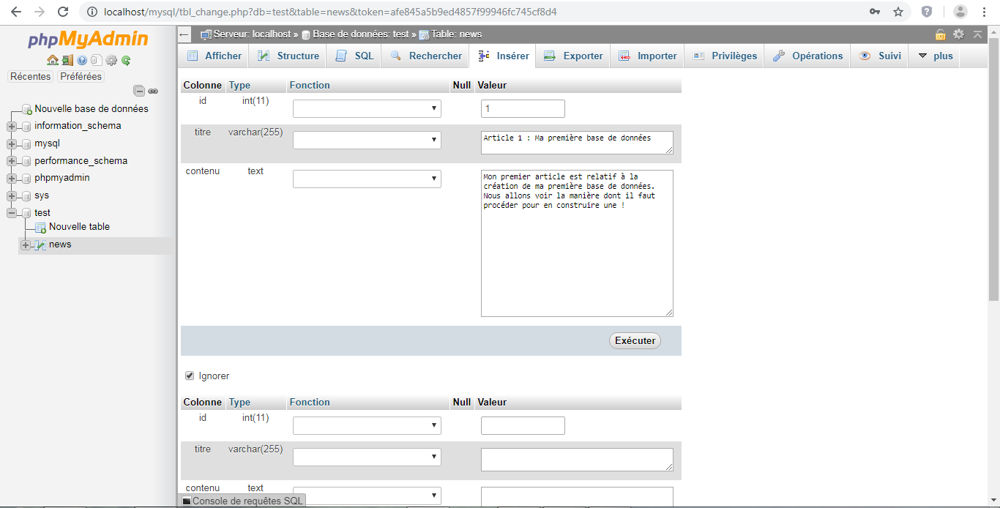 localhost/mysql/tbl_change.php?db=test&table=news&token=afe845a5b9ed4857f99946fc745cf8d4
phpMyAdmin
Récentes Préférées
Nouvelle base de données
information_schema
mysql
performance_schema
phpmyadmin
sys
test
Nouvelle table
news
Serveur: localhost » Base de données: test » Table: news
Afficher Structure SQL Rechercher Insérer Exporter Importer Privilèges Opérations Suivi plus
Colonne Type Fonction Null Valeur
id int(11) 1
titre varchar(255) Article 1 : Ma première base de données
contenu text
Mon premier article est relatif à la
création de ma première base de données.
Nous allons voir la manière dont il faut
procéder pour en construire une !
Exécuter
Ignorer
Colonne Type Fonction Null Valeur
id int(11)
titre varchar(255)
contenu text
Console de requêtes SQL